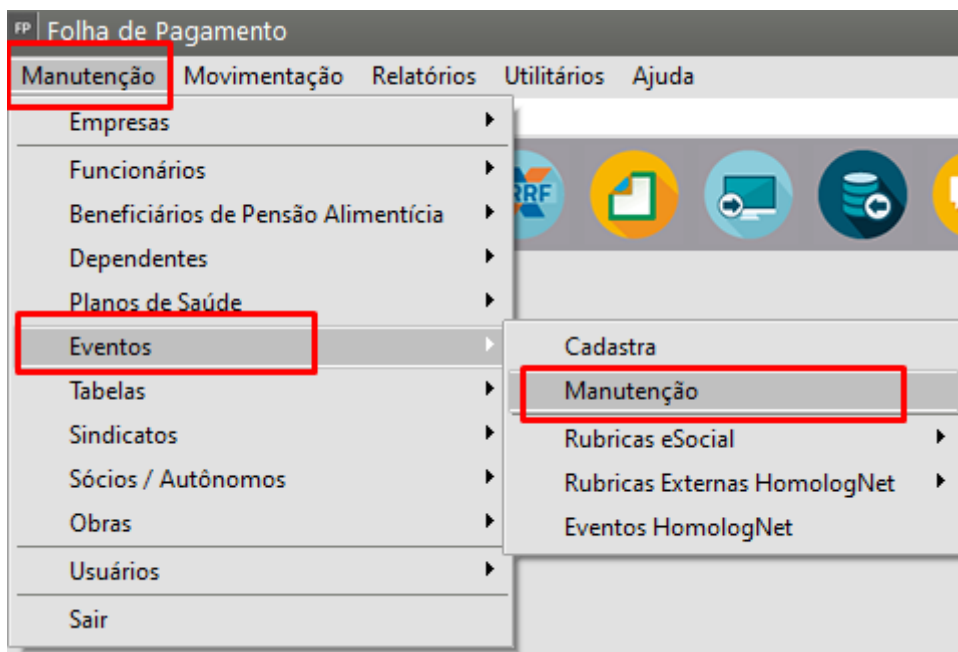 FP Folha de Pagamento
Manutenção Movimentação Relatórios Utilitários Ajuda
Empresas
Funcionários
Beneficiários de Pensão Alimentícia
Dependentes
Planos de Saúde
Eventos
Tabelas
Sindicatos
Sócios / Autônomos
Obras
Usuários
Sair
RRF
Cadastra
Manutenção
Rubricas eSocial
Rubricas Externas HomologNet
Eventos HomologNet